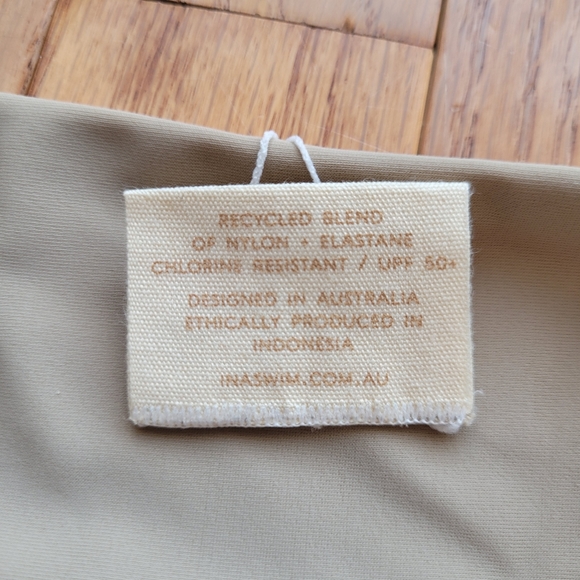 RECYCLED BLEND
OF NYLON + ELASTANE
CHLORINE RESISTANT / UPF 50+
DESIGNED IN AUSTRALIA
ETHICALLY PRODUCED IN
INDONESIA
INASWIM.COM.AU